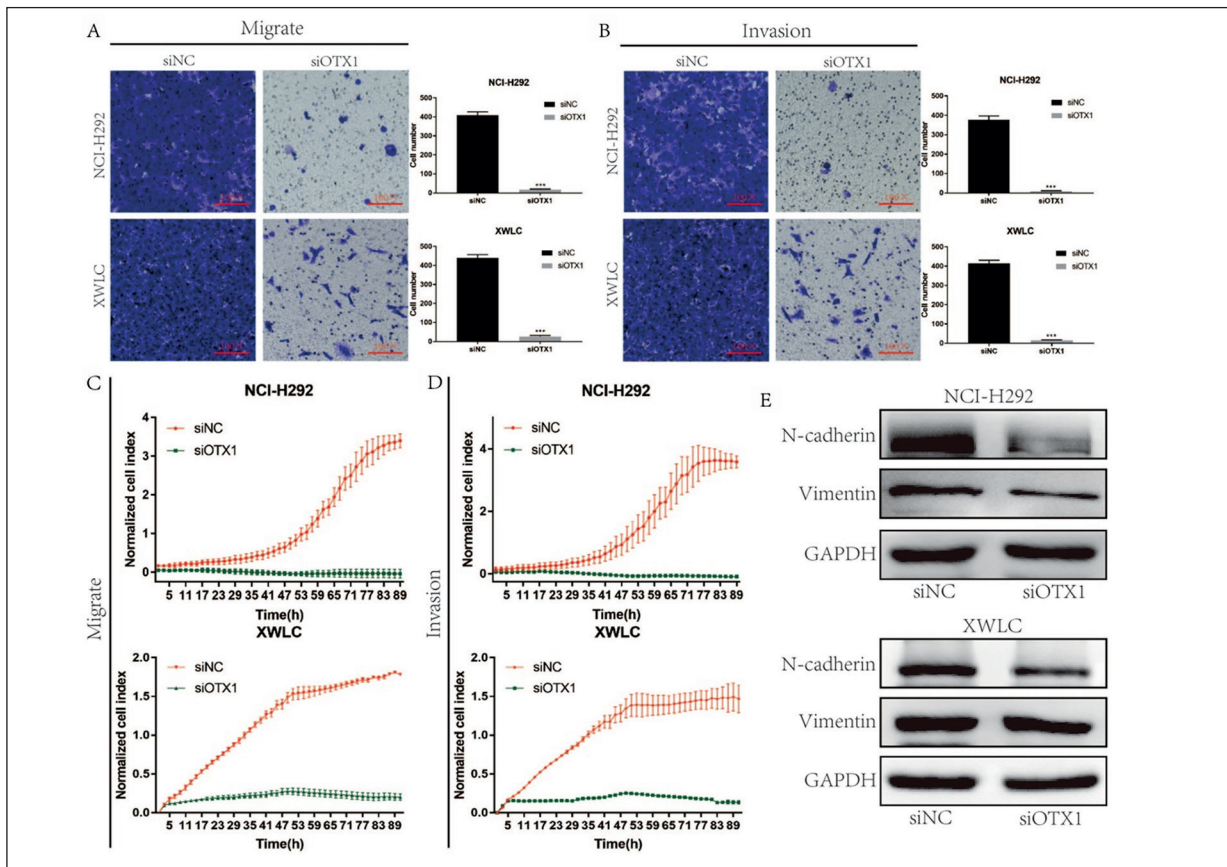 A
Migrate
siNC
siOTX1
NCI-H292
XWLC
NCI-H292
Cell number
500
400
300
200
100
0
siNC
siOTX1
***
siNC
siOTX1
XWLC
Cell number
500
400
300
200
100
0
siNC
siOTX1
***
siNC
siOTX1
B
Invasion
siNC
siOTX1
NCI-H292
XWLC
NCI-H292
Cell number
500
400
300
200
100
0
siNC
siOTX1
***
siNC
siOTX1
XWLC
Cell number
500
400
300
200
100
0
siNC
siOTX1
***
siNC
siOTX1
C
Migrate
NCI-H292
siNC
siOTX1
Normalized cell index
4
3
2
1
0
5 11 17 23 29 35 41 47 53 59 65 71 77 83 89
Time(h)
XWLC
siNC
siOTX1
Normalized cell index
2.0
1.5
1.0
0.5
0.0
5 11 17 23 29 35 41 47 53 59 65 71 77 83 89
Time(h)
D
Invasion
NCI-H292
siNC
siOTX1
Normalized cell index
4
2
0
5 11 17 23 29 35 41 47 53 59 65 71 77 83 89
Time(h)
XWLC
siNC
siOTX1
Normalized cell index
2.0
1.5
1.0
0.5
0.0
5 11 17 23 29 35 41 47 53 59 65 71 77 83 89
Time(h)
E
NCI-H292
N-cadherin
Vimentin
GAPDH
siNC siOTX1
XWLC
N-cadherin
Vimentin
GAPDH
siNC siOTX1